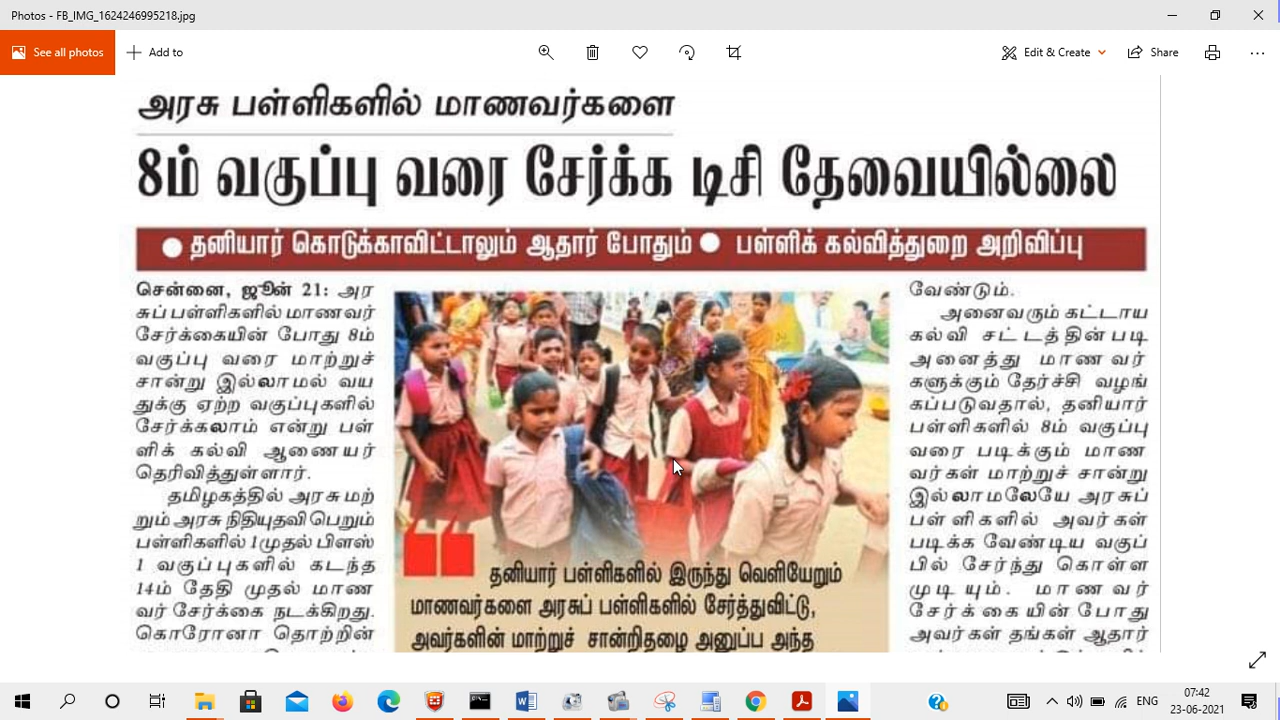 Photos - FB_IMG_1624246995218.jpg
See all photos
Add to
Edit & Create
Share
அரசு பள்ளிகளில் மாணவர்களை
8ம் வகுப்பு வரை சேர்க்க டிசி தேவையில்லை
● தனியார் கொடுக்காவிட்டாலும் ஆதார் போதும் ● பள்ளிக் கல்வித்துறை அறிவிப்பு
சென்னை, ஜூன் 21: அர
சுப் பள்ளிகளில் மாணவர்
சேர்க்கையின் போது 8ம்
வகுப்பு வரை மாற்றுச்
சான்று இல்லாமல் வய
துக்கு ஏற்ற வகுப்புகளில்
சேர்க்கலாம் என்று பள்
ளிக் கல்வி ஆணையர்
தெரிவித்துள்ளார்.
தமிழகத்தில் அரசு மற்
றும் அரசு நிதியுதவி பெறும்
பள்ளிகளில் 1 முதல் பிளஸ்
1 வகுப்புகளில் கடந்த
14ம் தேதி முதல் மாண
வர் சேர்க்கை நடக்கிறது.
கொரோனா தொற்றின்
தனியார் பள்ளிகளில் இருந்து வெளியேறும்
மாணவர்களை அரசுப் பள்ளிகளில் சேர்த்துவிட்டு,
அவர்களின் மாற்றுச் சான்றிதழை அனுப்ப அந்த
வேண்டும்.
அனைவரும் கட்டாய
கல்வி சட்டத்தின்படி
அனைத்து மாணவர்
களுக்கும் தேர்ச்சி வழங்
கப்படுவதால், தனியார்
பள்ளிகளில் 8ம் வகுப்பு
வரை படிக்கும் மாண
வர்கள் மாற்றுச் சான்று
இல்லாமலேயே அரசுப்
பள்ளிகளில் அவர்கள்
படிக்க வேண்டிய வகுப்
பில் சேர்ந்து கொள்ள
முடியும். மாணவர்
சேர்க்கையின் போது
அவர்கள் தங்கள் ஆதார்
ENG
07:42
23-06-2021